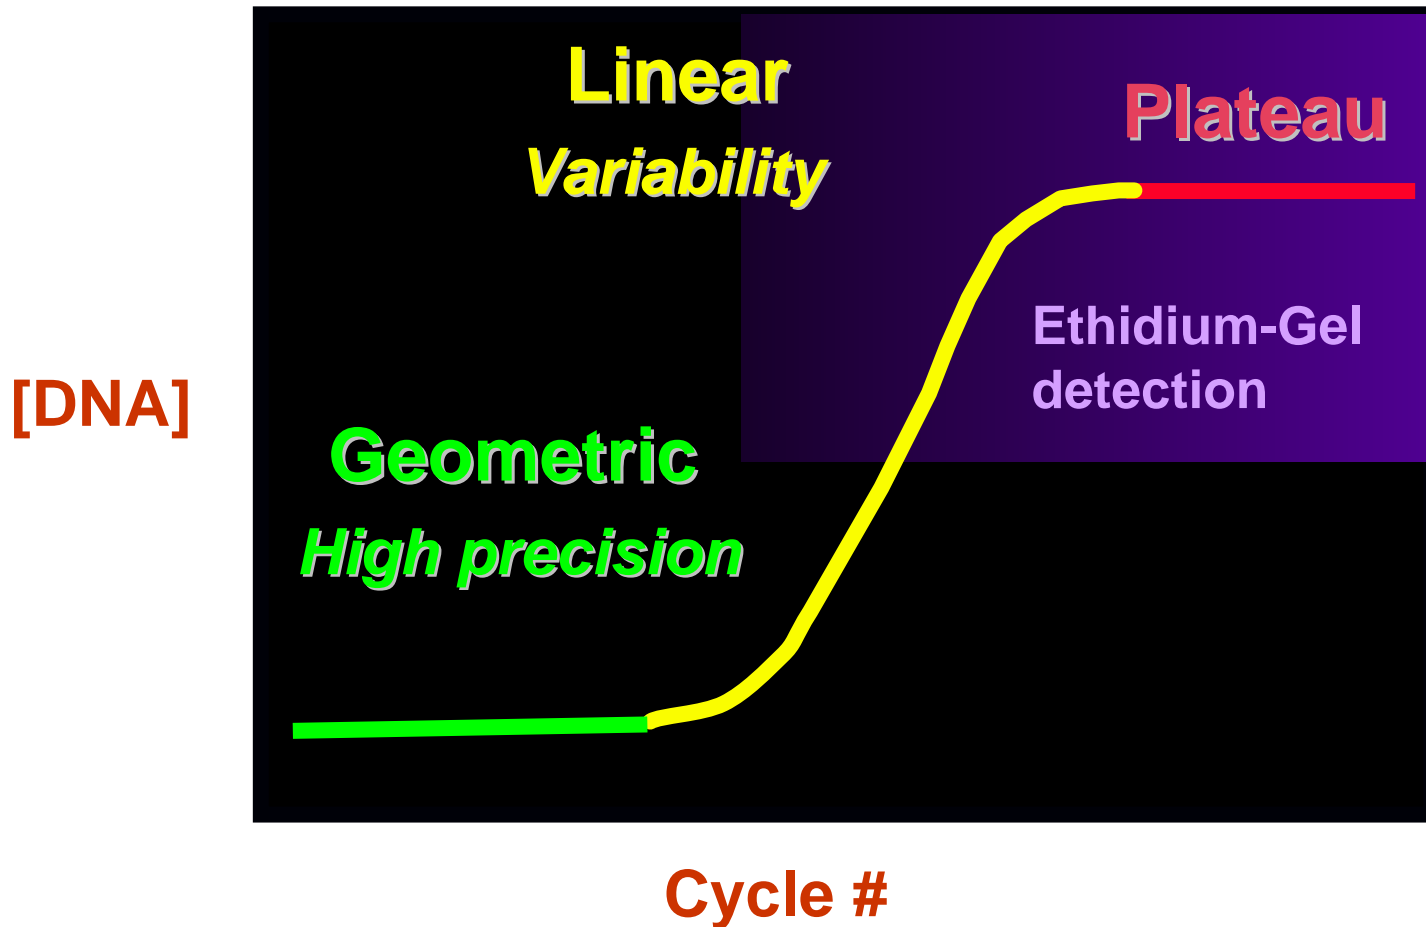 Linear
Variability
Plateau
Ethidium-Gel
detection
[DNA]
Geometric
High precision
Cycle #